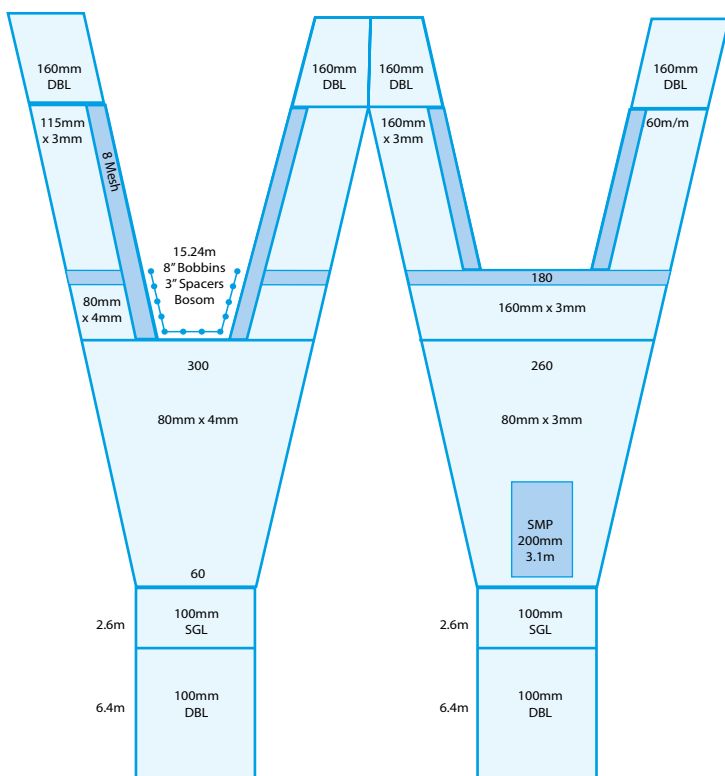 160mm
DBL
160mm
DBL
160mm
DBL
160mm
DBL
115mm
x 3mm
8 Mesh
160mm
x 3mm
60m/m
15.24m
8” Bobbins
3” Spacers
Bosom
80mm
x 4mm
180
160mm x 3mm
300
260
80mm x 4mm
80mm x 3mm
SMP
200mm
3.1m
60
2.6m
100mm
SGL
2.6m
100mm
SGL
6.4m
100mm
DBL
6.4m
100mm
DBL